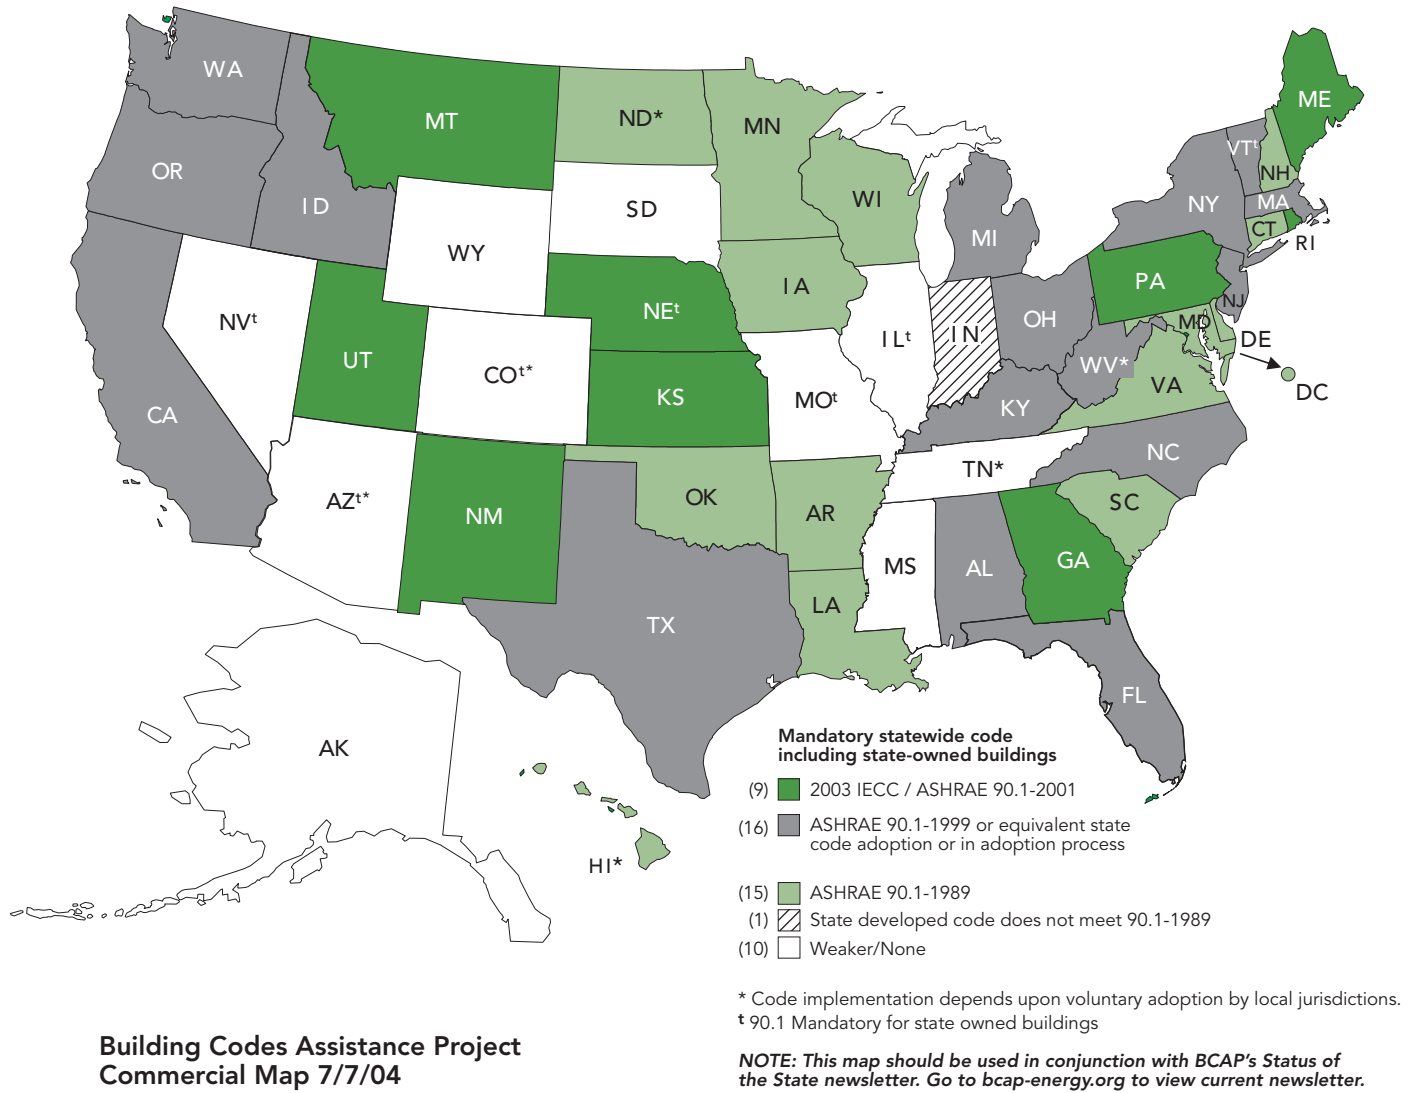 WA
MT
ND*
MN
ME
OR
ID
SD
WI
MI
VTᵗ
NH
NY
MA
CT
RI
WY
IA
PA
NVᵗ
NEᵗ
ILᵗ
IN
OH
NJ
MD
DE
UT
COᵗ*
KS
MOᵗ
WV*
VA
DC
CA
KY
NC
AZᵗ*
NM
OK
AR
TN*
SC
TX
LA
MS
AL
GA
FL
AK
HI*
Mandatory statewide code
including state-owned buildings
(9) 2003 IECC / ASHRAE 90.1-2001
(16) ASHRAE 90.1-1999 or equivalent state
code adoption or in adoption process
(15) ASHRAE 90.1-1989
(1) State developed code does not meet 90.1-1989
(10) Weaker/None
* Code implementation depends upon voluntary adoption by local jurisdictions.
t 90.1 Mandatory for state owned buildings
NOTE: This map should be used in conjunction with BCAP's Status of
the State newsletter. Go to bcap-energy.org to view current newsletter.
Building Codes Assistance Project
Commercial Map 7/7/04